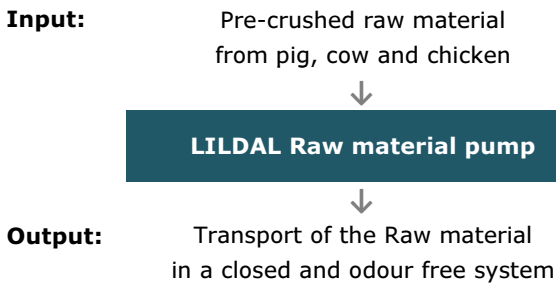 Input: Pre-crushed raw material
from pig, cow and chicken
LILDAL Raw material pump
Output: Transport of the Raw material
in a closed and odour free system